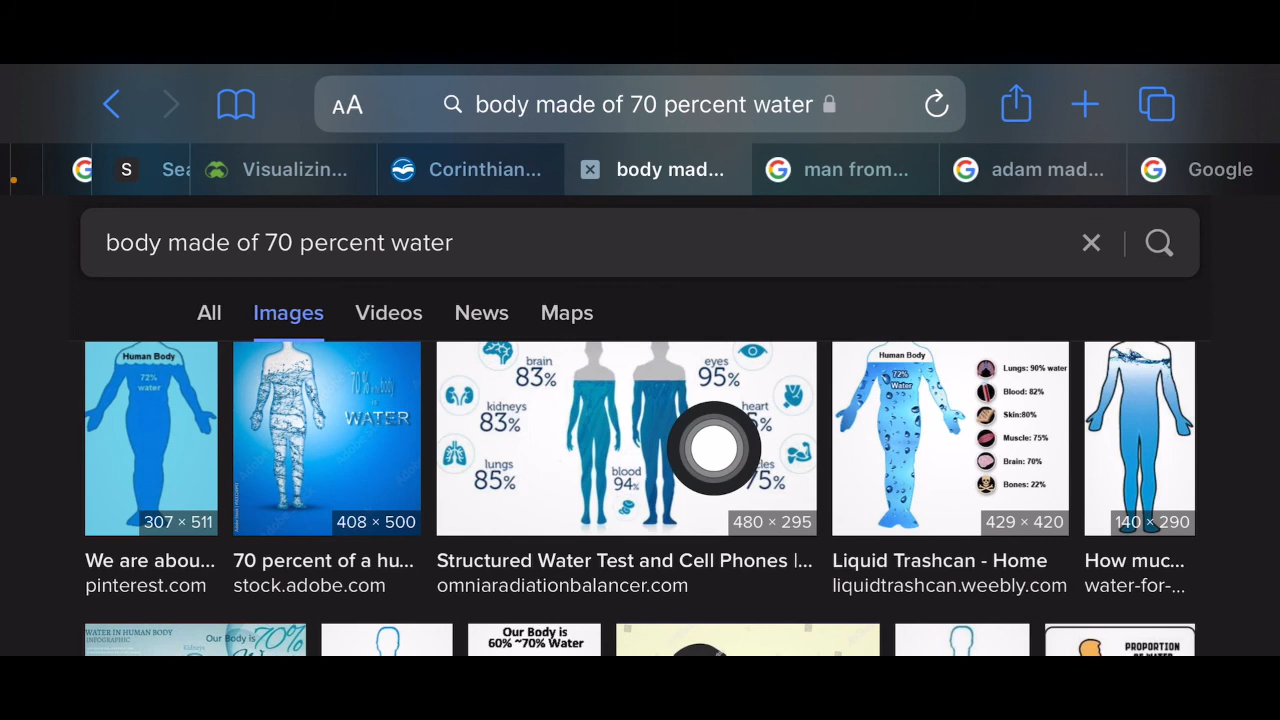 AA body made of 70 percent water
S Sea Visualizin... Corinthian... body mad... man from... adam mad... Google
body made of 70 percent water
All Images Videos News Maps
Human Body
72%
water
307 × 511
70% body
WATER
408 × 500
brain
83%
eyes
95%
kidneys
83%
heart
lungs
85%
blood
94%
75%
480 × 295
Human Body
72%
Water
Lungs: 90% water
Blood: 82%
Skin:80%
Muscle: 75%
Brain: 70%
Bones: 22%
429 × 420
140 × 290
We are abou... 70 percent of a hu... Structured Water Test and Cell Phones |... Liquid Trashcan - Home How muc...
pinterest.com stock.adobe.com omniaradiationbalancer.com liquidtrashcan.weebly.com water-for-...
WATER IN HUMAN BODY
INFOGRAPHIC
Kidneys
Our Body is 70%
Our Body is
60% ~70% Water
PROPORTION